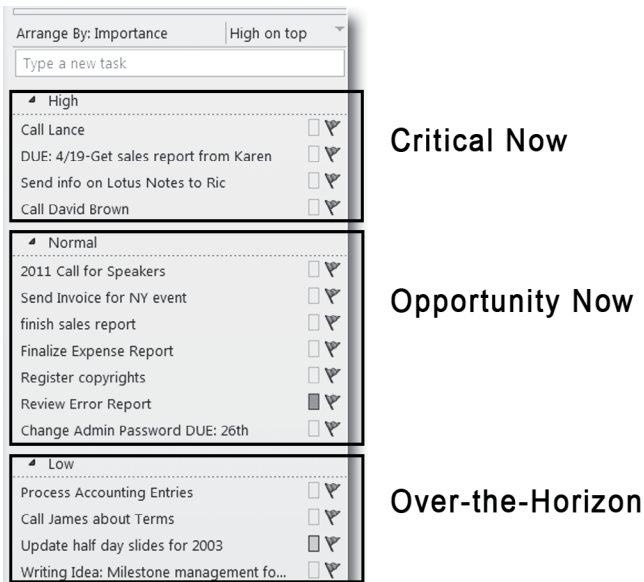 Arrange By: Importance High on top
Type a new task
High
Call Lance
DUE: 4/19-Get sales report from Karen
Send info on Lotus Notes to Ric
Call David Brown
Critical Now
Normal
2011 Call for Speakers
Send Invoice for NY event
finish sales report
Finalize Expense Report
Register copyrights
Review Error Report
Change Admin Password DUE: 26th
Opportunity Now
Low
Process Accounting Entries
Call James about Terms
Update half day slides for 2003
Writing Idea: Milestone management fo...
Over-the-Horizon